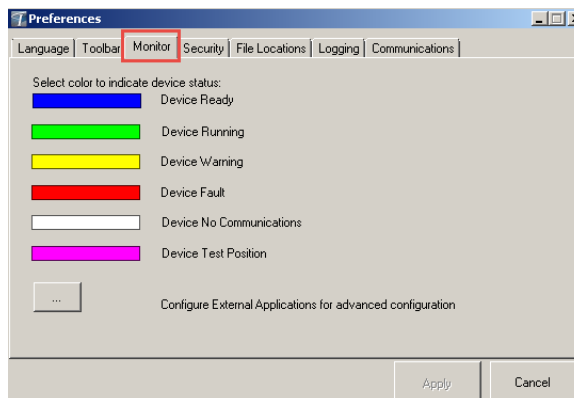 Preferences
Language Toolbar Monitor Security File Locations Logging Communications
Select color to indicate device status:
Device Ready
Device Running
Device Warning
Device Fault
Device No Communications
Device Test Position
... Configure External Applications for advanced configuration
Apply Cancel